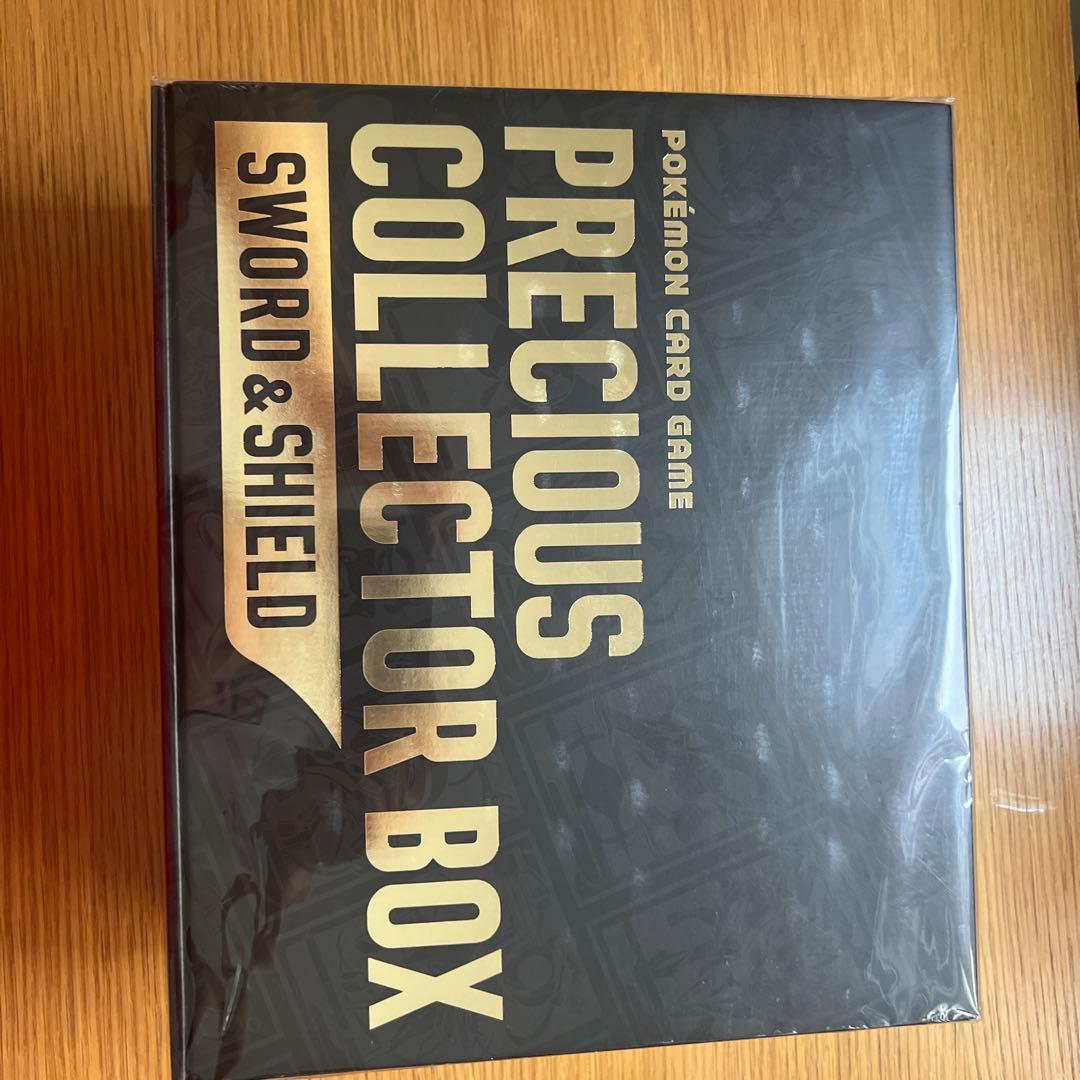 POKÉMON CARD GAME
PRECIOUS
COLLECTOR BOX
SWORD & SHIELD